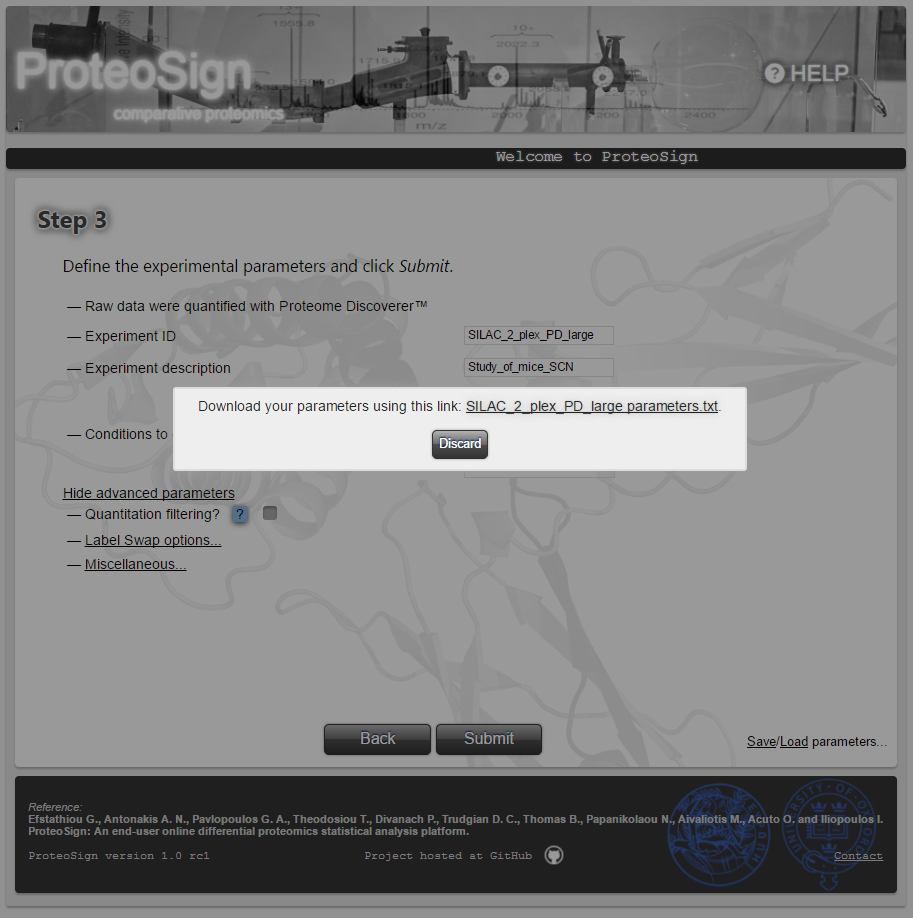 ProteoSign
comparative proteomics
10+
2022.3
1715.9
m/z
2000
2400
? HELP
Welcome to ProteoSign
Step 3
Define the experimental parameters and click Submit.
— Raw data were quantified with Proteome Discoverer™
— Experiment ID SILAC_2_plex_PD_large
— Experiment description Study_of_mice_SCN
Download your parameters using this link: SILAC_2_plex_PD_large parameters.txt.
Discard
— Conditions to
Hide advanced parameters
— Quantitation filtering? ?
— Label Swap options...
— Miscellaneous...
Back Submit
Save/Load parameters...
Reference:
Efstathiou G., Antonakis A. N., Pavlopoulos G. A., Theodosiou T., Divanach P., Trudgian D. C., Thomas B., Papanikolaou N., Aivaliotis M., Acuto O. and Iliopoulos I.
ProteoSign: An end-user online differential proteomics statistical analysis platform.
ProteoSign version 1.0 rc1 Project hosted at GitHub Contact